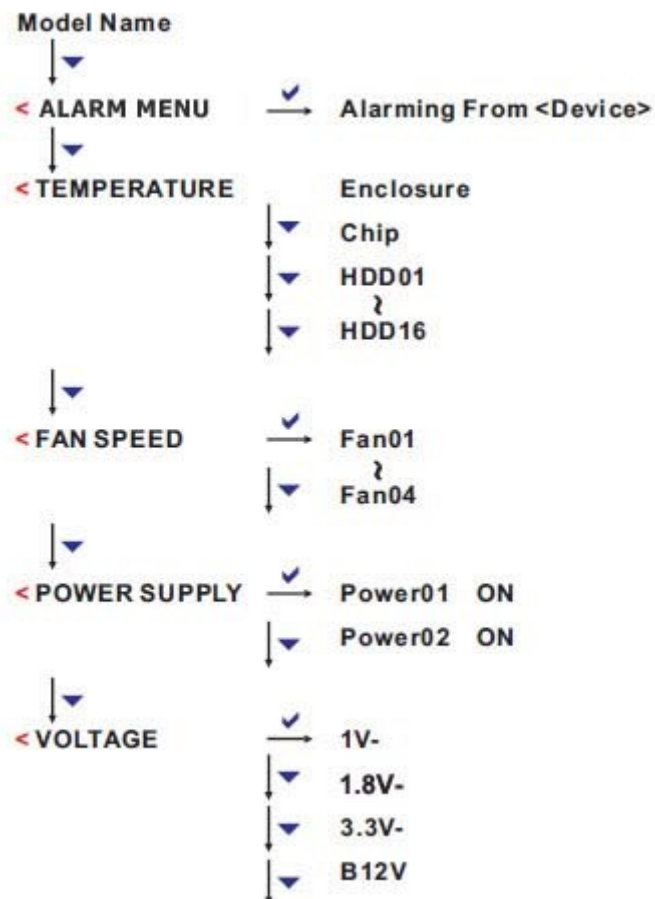 Model Name
< ALARM MENU Alarming From <Device>
< TEMPERATURE Enclosure
Chip
HDD01
~
HDD16
< FAN SPEED Fan01
~
Fan04
< POWER SUPPLY Power01 ON
Power02 ON
< VOLTAGE 1V-
1.8V-
3.3V-
B12V